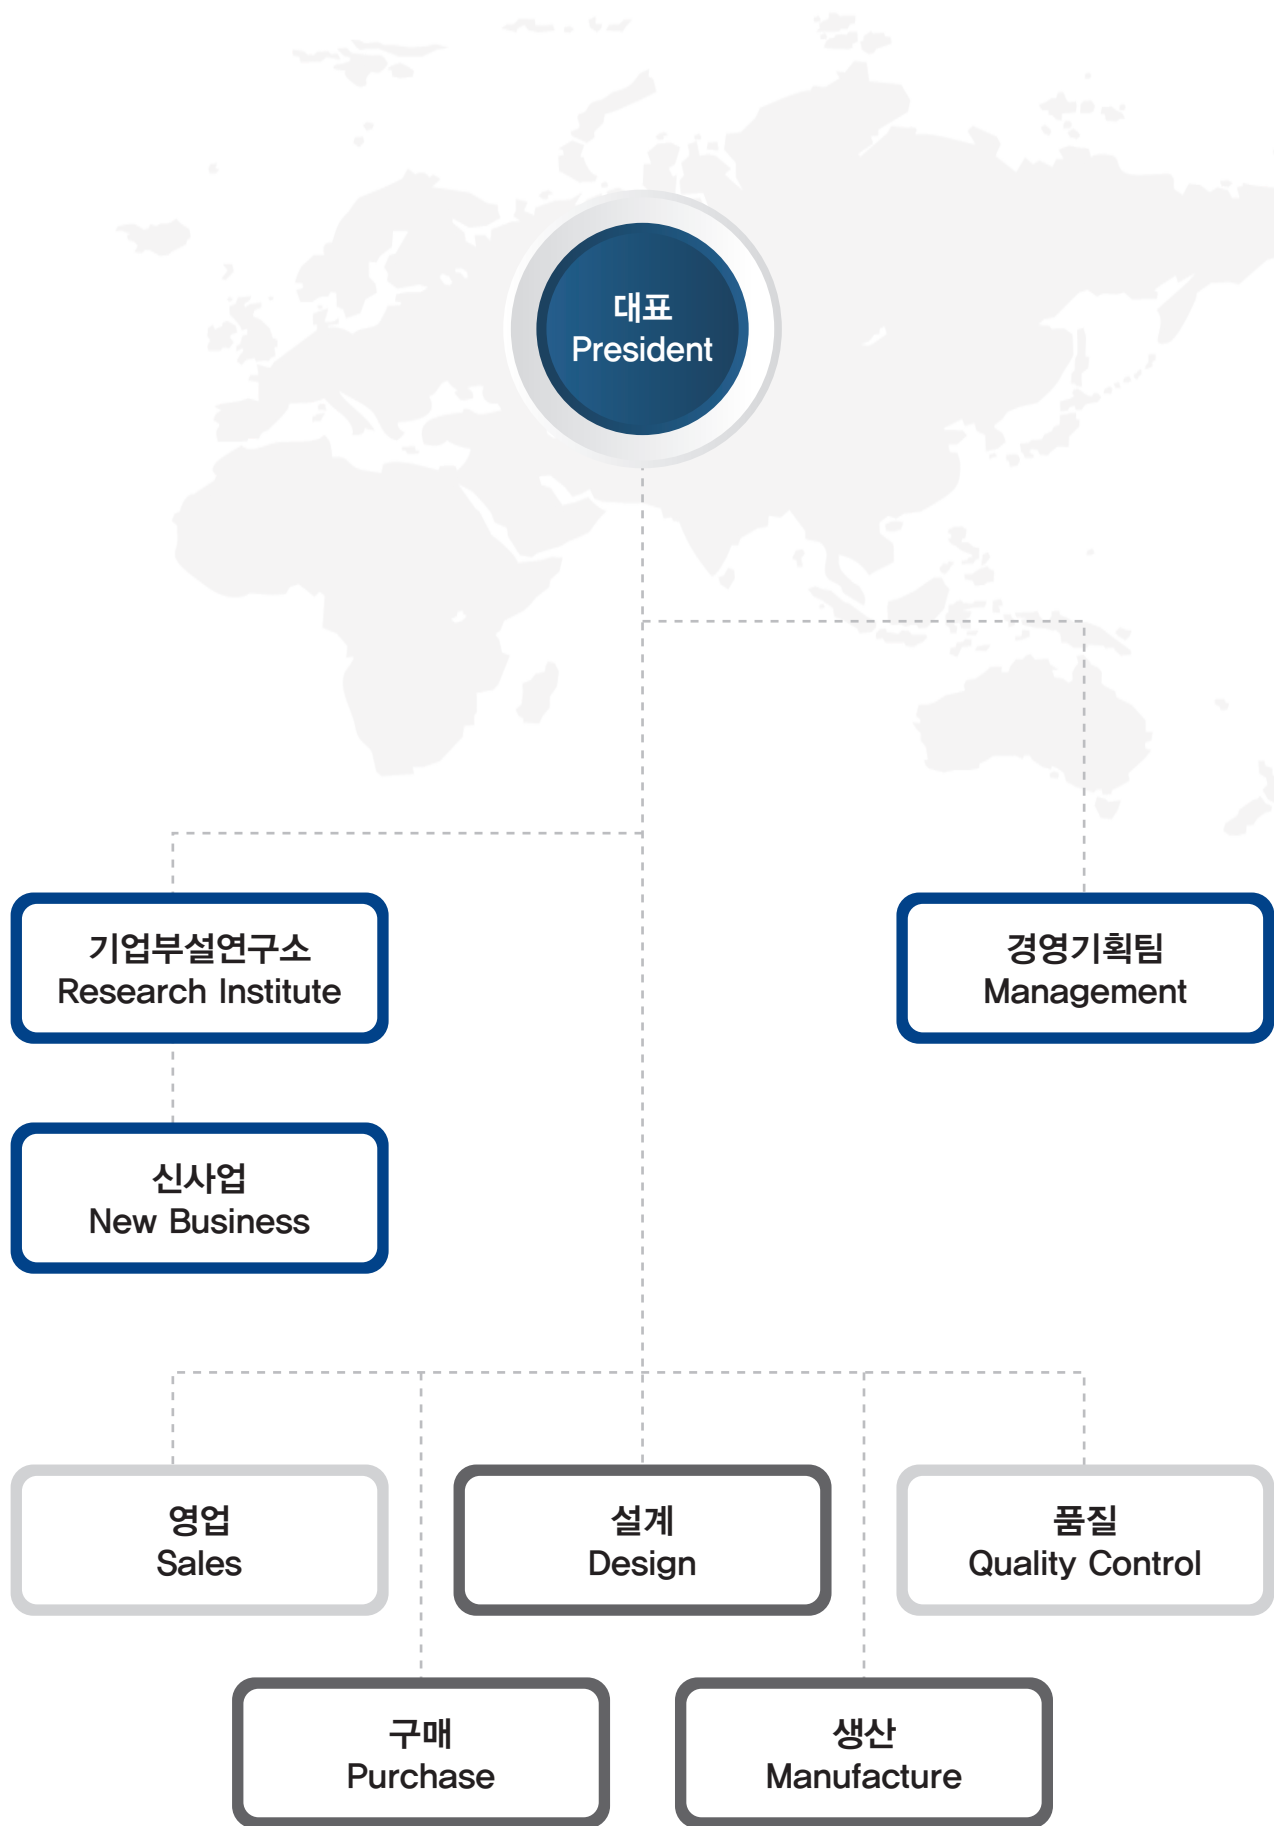 대표
President
기업부설연구소
Research Institute
경영기획팀
Management
신사업
New Business
영업
Sales
설계
Design
품질
Quality Control
구매
Purchase
생산
Manufacture